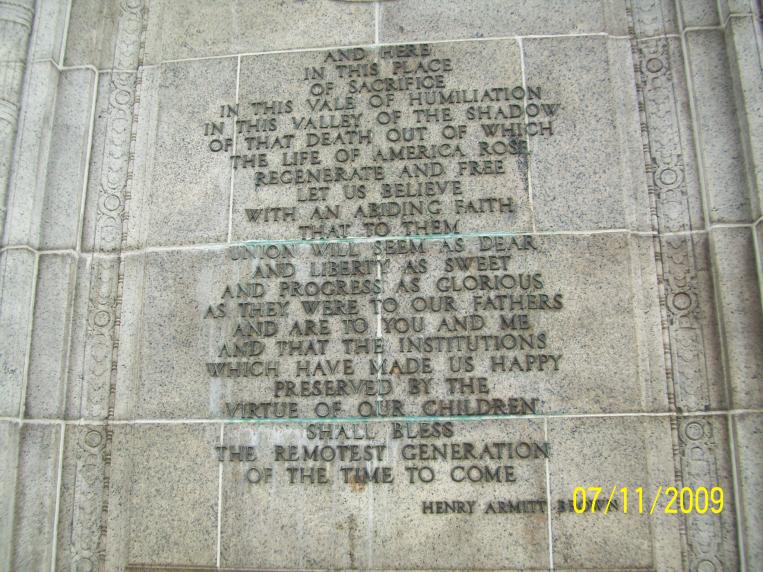 AND HERE
IN THIS PLACE
OF SACRIFICE
IN THIS VALE OF HUMILIATION
IN THIS VALLEY OF THE SHADOW
OF THAT DEATH OUT OF WHICH
THE LIFE OF AMERICA ROSE
REGENERATE AND FREE
LET US BELIEVE
WITH AN ABIDING FAITH
THAT TO THEM
UNION WILL SEEM AS DEAR
AND LIBERTY AS SWEET
AND PROGRESS AS GLORIOUS
AS THEY WERE TO OUR FATHERS
AND ARE TO YOU AND ME
AND THAT THE INSTITUTIONS
WHICH HAVE MADE US HAPPY
PRESERVED BY THE
VIRTUE OF OUR CHILDREN
SHALL BLESS
THE REMOTEST GENERATION
OF THE TIME TO COME
HENRY ARMITT BROWN
07/11/2009